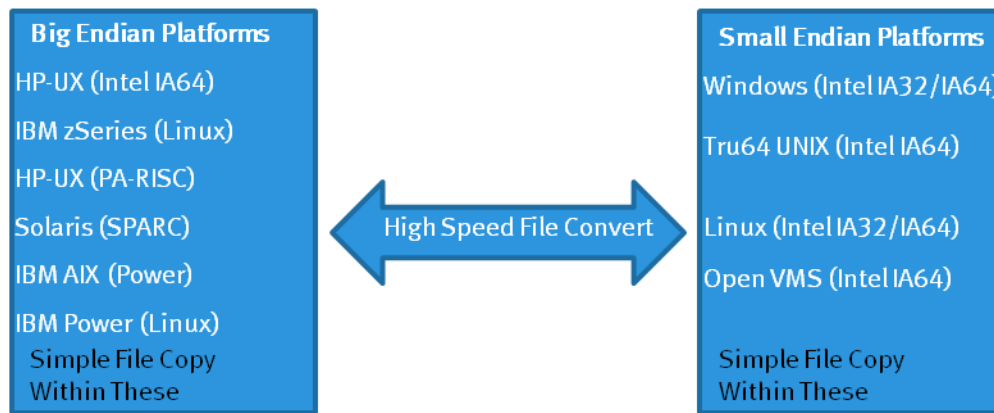 Big Endian Platforms
HP-UX (Intel IA64)
IBM zSeries (Linux)
HP-UX (PA-RISC)
Solaris (SPARC)
IBM AIX (Power)
IBM Power (Linux)
Simple File Copy
Within These
High Speed File Convert
Small Endian Platforms
Windows (Intel IA32/IA64)
Tru64 UNIX (Intel IA64)
Linux (Intel IA32/IA64)
Open VMS (Intel IA64)
Simple File Copy
Within These